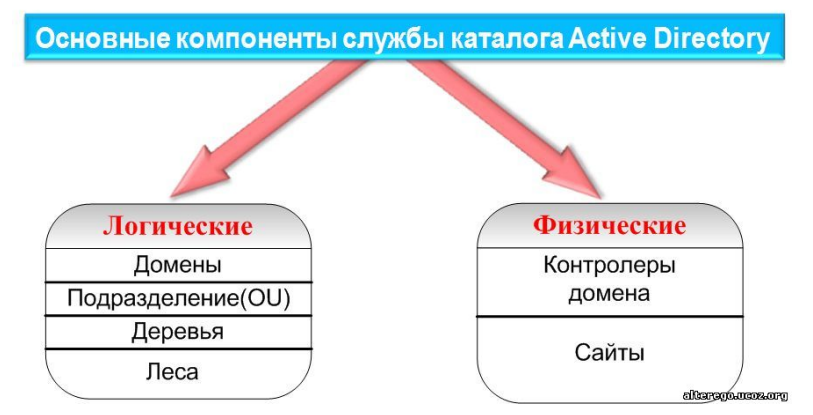 Основные компоненты службы каталога Active Directory
Логические
Домены
Подразделение(OU)
Деревья
Леса
Физические
Контролеры
домена
Сайты
alterego.ucoz.org